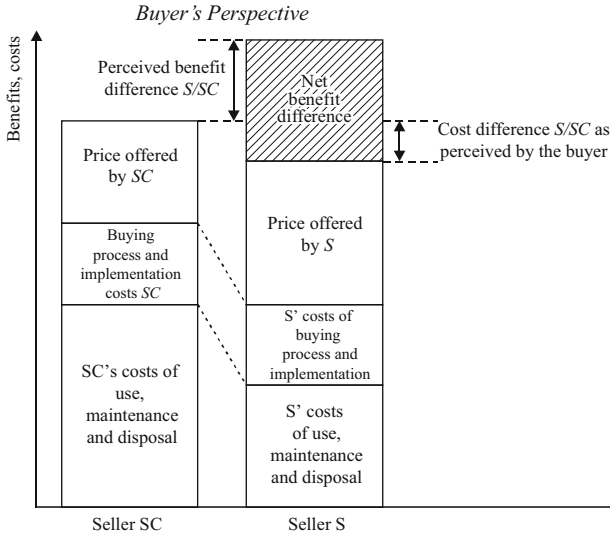 Buyer's Perspective
Benefits, costs
Perceived benefit
difference S/SC
Net
benefit
difference
Cost difference S/SC as
perceived by the buyer
Price offered
by SC
Buying
process and
implementation
costs SC
SC's costs of
use,
maintenance
and disposal
Price offered
by S
S' costs of
buying
process and
implementation
S' costs
of use,
maintenance
and disposal
Seller SC
Seller S